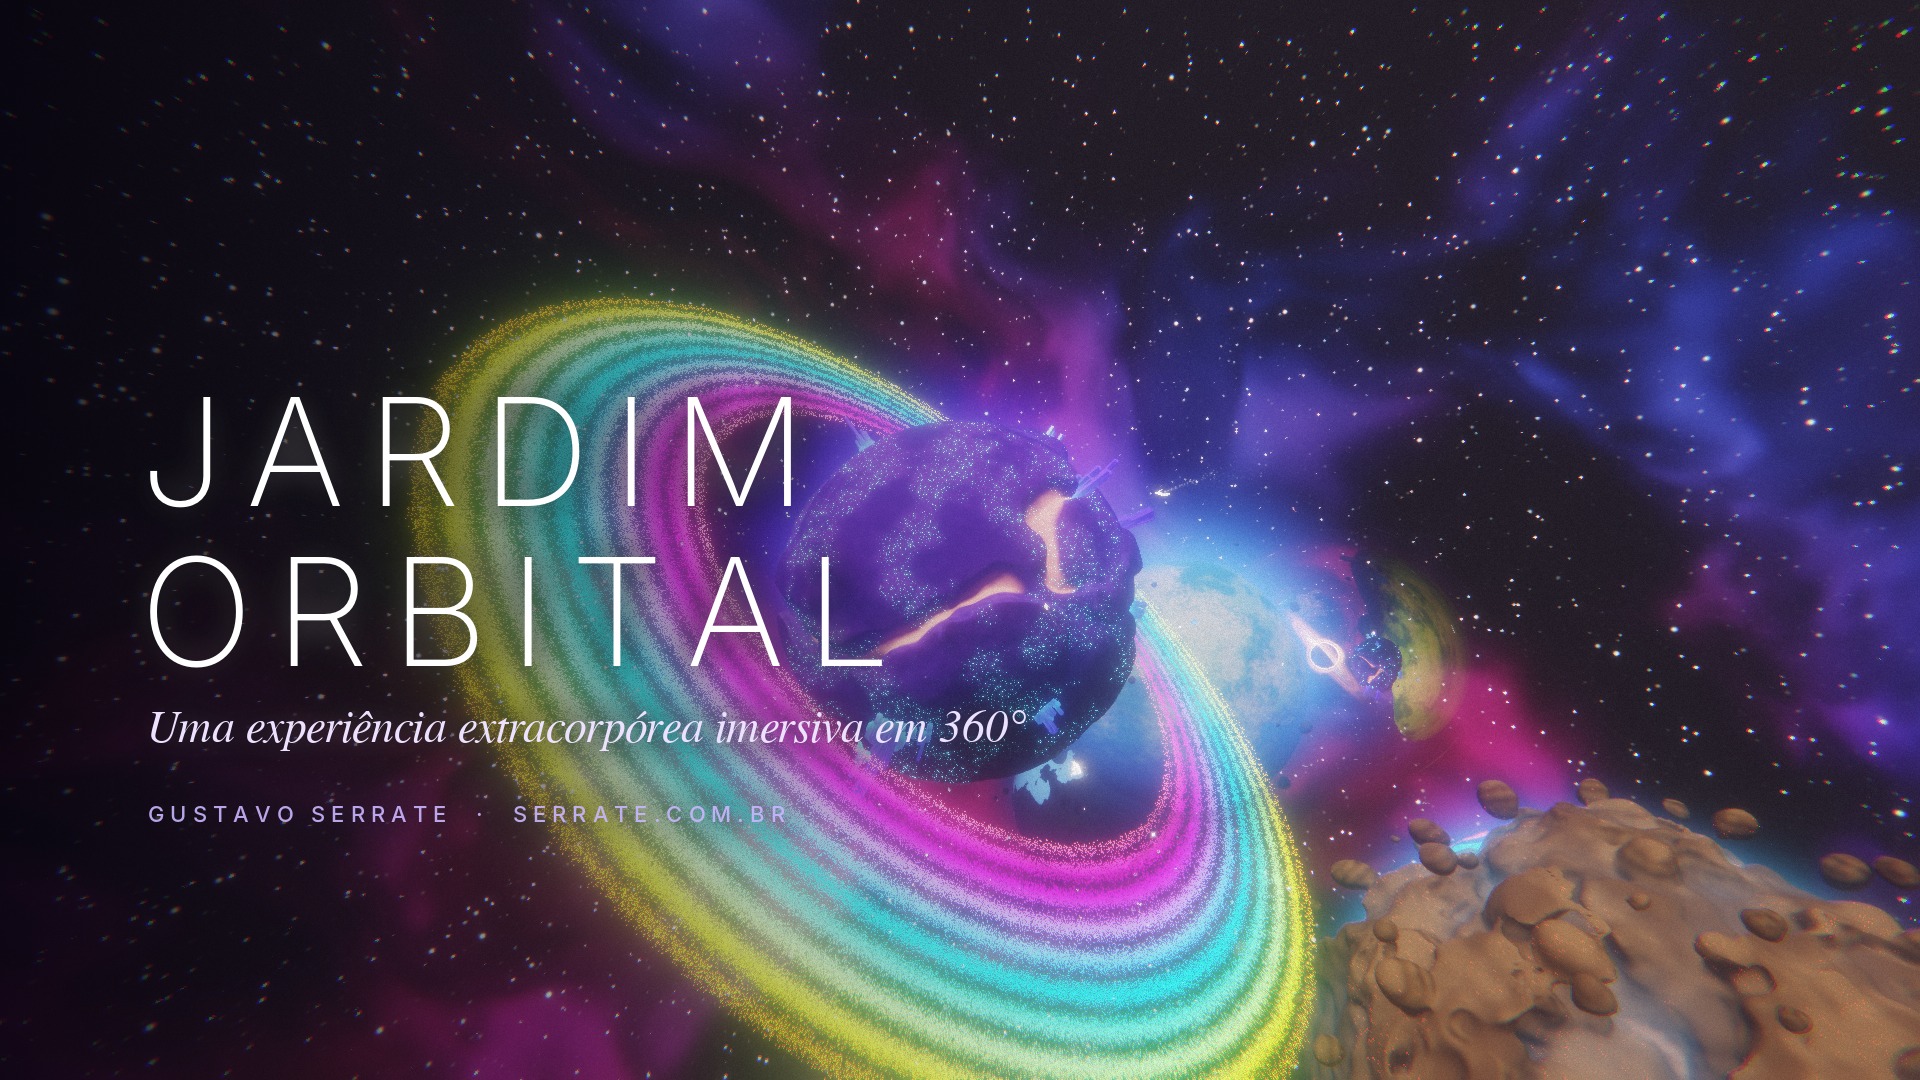 JARDIM
ORBITAL
Uma experiência extracorpórea imersiva em 360°
GUSTAVO SERRATE · SERRATE.COM.BR